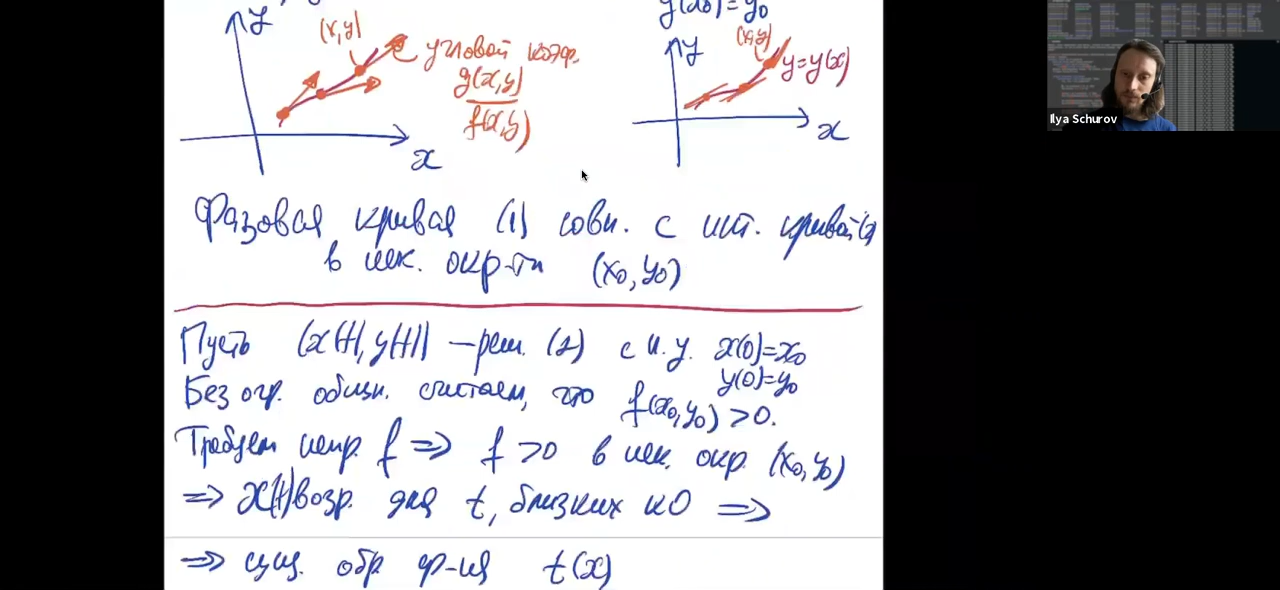 y(x₀)=y₀
y
(x,y)
угловой коэф.
g(x,y)
f(x,y)
x
y
(x,y)
y=y(x)
x
Ilya Schurov
Фазовая кривая (1) совп. с инт. кривой (2)
в нек. окр-ти (x₀, y₀)
Пусть (x(t), y(t)) – реш. (1) с н.у. x(0)=x₀
y(0)=y₀
Без огр. общн. считаем, что f(x₀,y₀) >0.
Требуем непр. f ⇒ f >0 в нек. окр. (x₀, y₀)
⇒ x(t) возр. для t, близких к 0 ⇒
⇒ сущ. обр. ф-ия t(x)